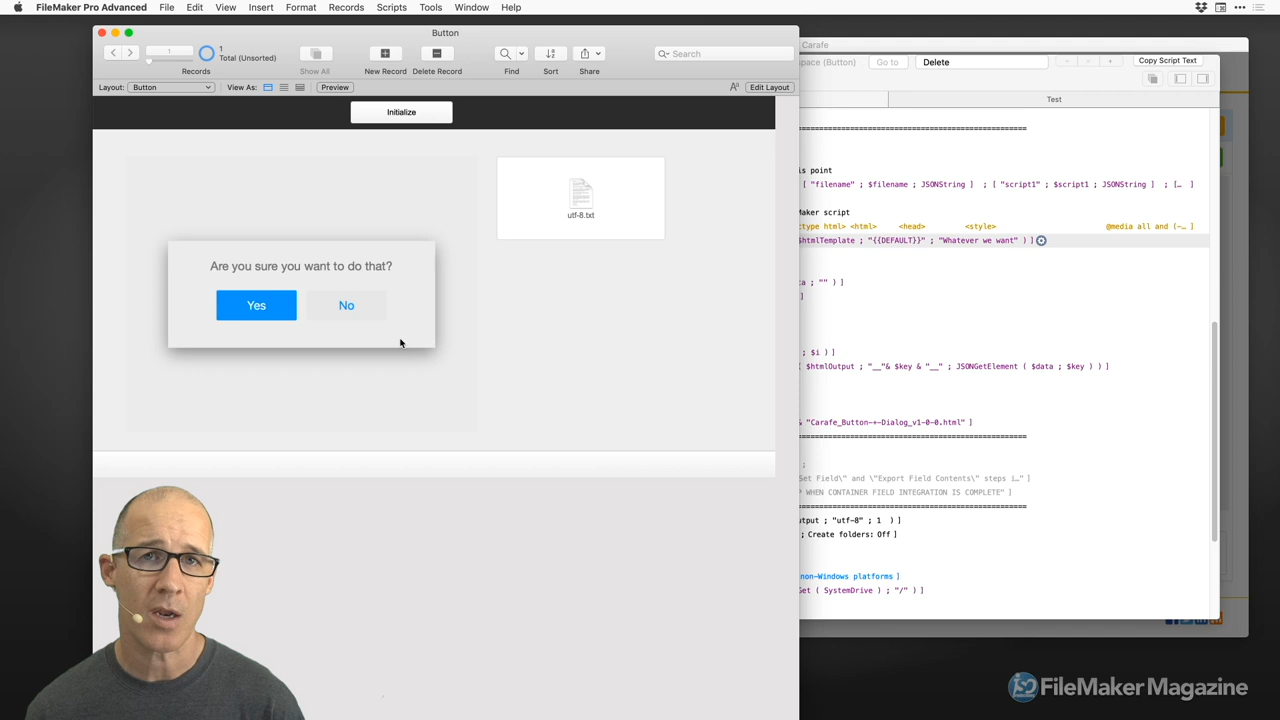 FileMaker Pro Advanced File Edit View Insert Format Records Scripts Tools Window Help
Button
Carafe
1
1
Total (Unsorted)
Search
space (Button) Go to Delete Copy Script Text
Records Show All New Record Delete Record Find Sort Share
Layout: Button View As: Preview Edit Layout
Test
Initialize
is point
[ "filename" ; $filename ; JSONString ] ; [ "script1" ; $script1 ; JSONString ] ; [… ]
utf-8.txt
Maker script
ctype html> <html> <head> <style> @media all and (-… ]
$htmlTemplate ; "{{DEFAULT}}" ; "Whatever we want" ) ]
Are you sure you want to do that?
Yes No
a ; "" ) ]
]
; $i ) ]
( $htmlOutput ; "__"& $key & "__" ; JSONGetElement ( $data ; $key ) ) ]
& "Carafe_Button-+-Dialog_v1-0-0.html" ]
;
Set Field\" and \"Export Field Contents\" steps i…" ]
P WHEN CONTAINER FIELD INTEGRATION IS COMPLETE" ]
utput ; "utf-8" ; 1 ) ]
; Create folders: Off ]
non-Windows platforms ]
Get ( SystemDrive ) ; "/" ) ]
FileMaker Magazine